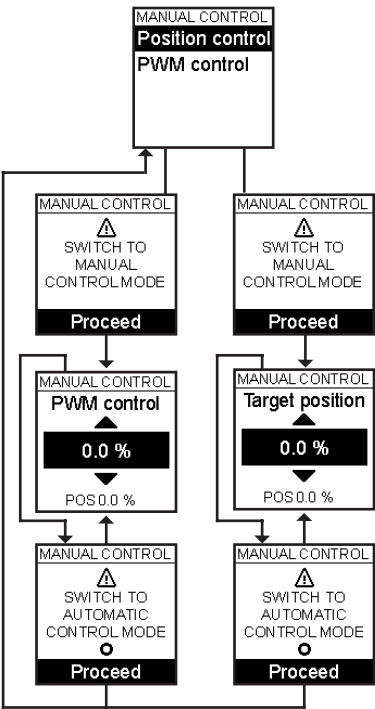 MANUAL CONTROL
Position control
PWM control
MANUAL CONTROL
SWITCH TO
MANUAL
CONTROL MODE
Proceed
MANUAL CONTROL
SWITCH TO
MANUAL
CONTROL MODE
Proceed
MANUAL CONTROL
PWM control
0.0 %
POS 0.0 %
MANUAL CONTROL
Target position
0.0 %
POS 0.0 %
MANUAL CONTROL
SWITCH TO
AUTOMATIC
CONTROL MODE
Proceed
MANUAL CONTROL
SWITCH TO
AUTOMATIC
CONTROL MODE
Proceed